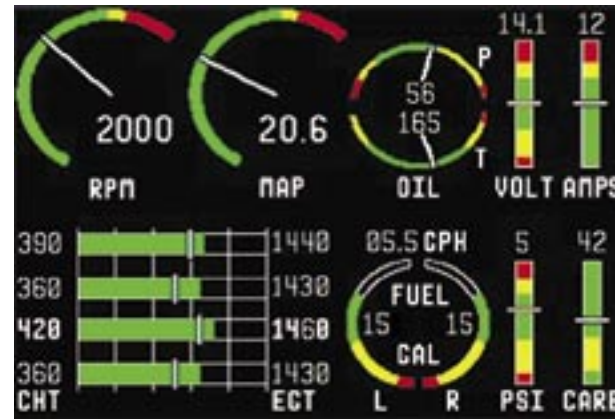 14.1 12
P
56
2000 20.6 165
T
RPM MAP OIL VOLT AMPS
390 1440 05.5 GPH 5 42
360 1430 FUEL
420 1460 15 15
GAL
360 1430
CHT ECT L R PSI CARB